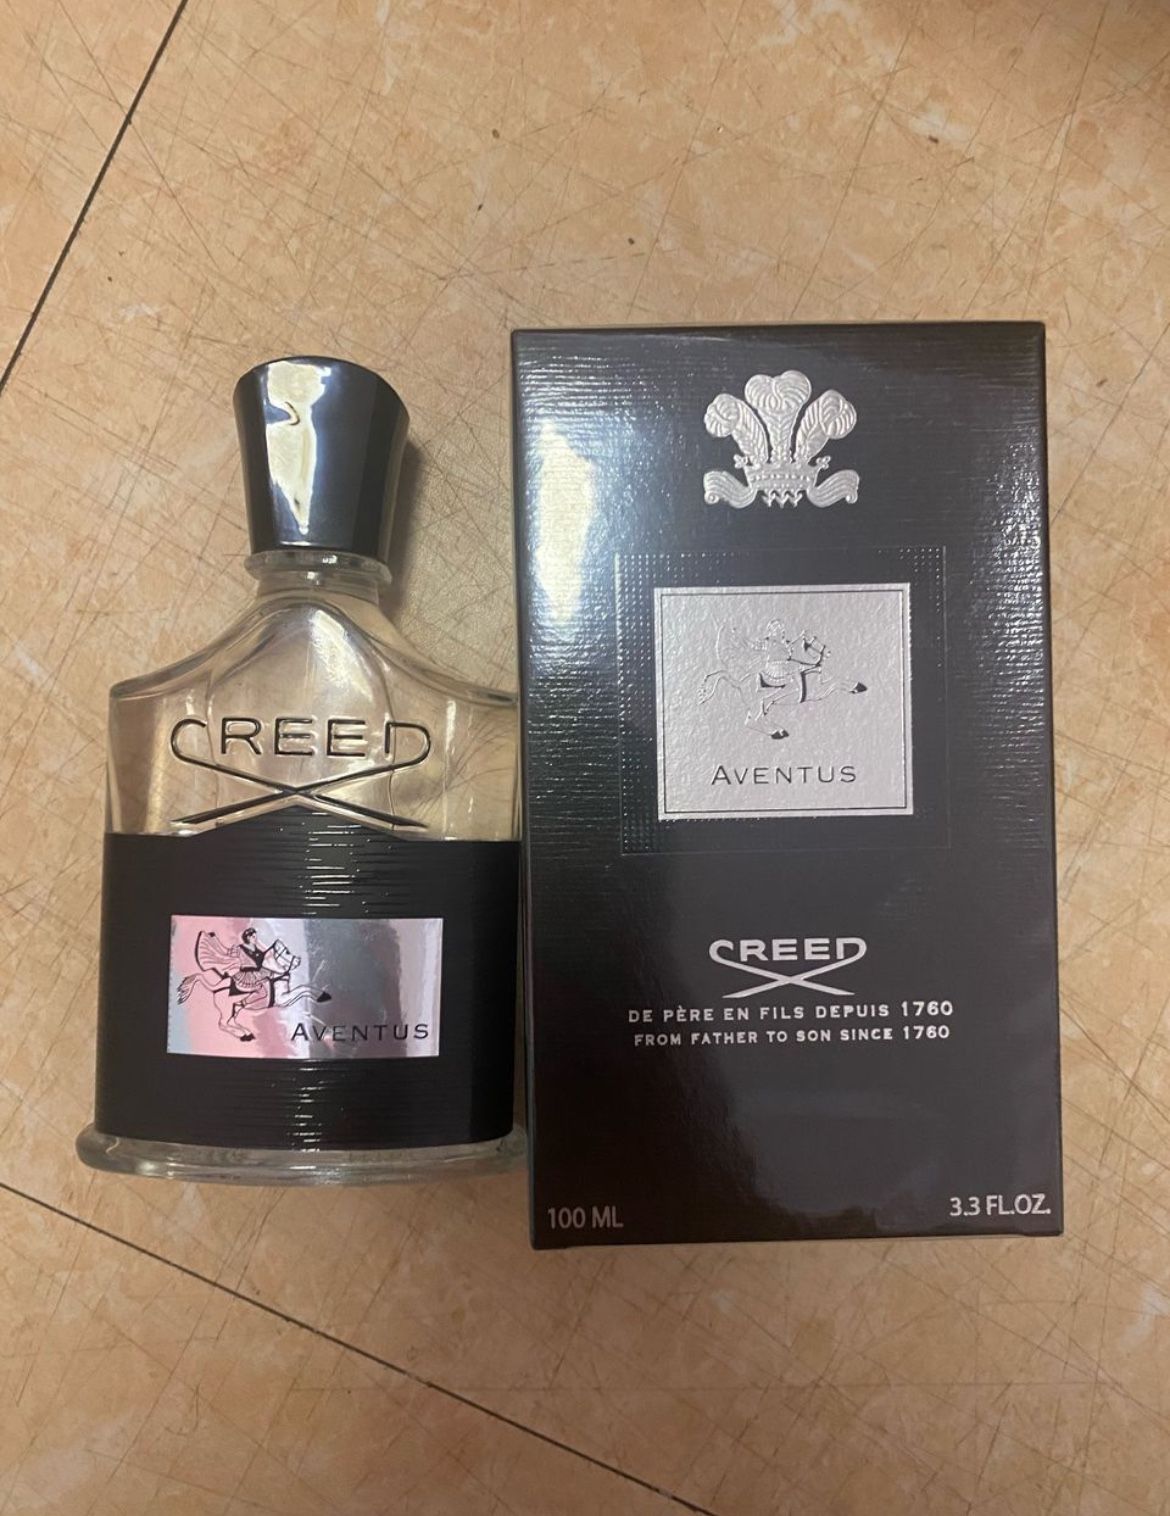 CREED
AVENTUS
AVENTUS
CREED
DE PÈRE EN FILS DEPUIS 1760
FROM FATHER TO SON SINCE 1760
100 ML
3.3 FL.OZ.